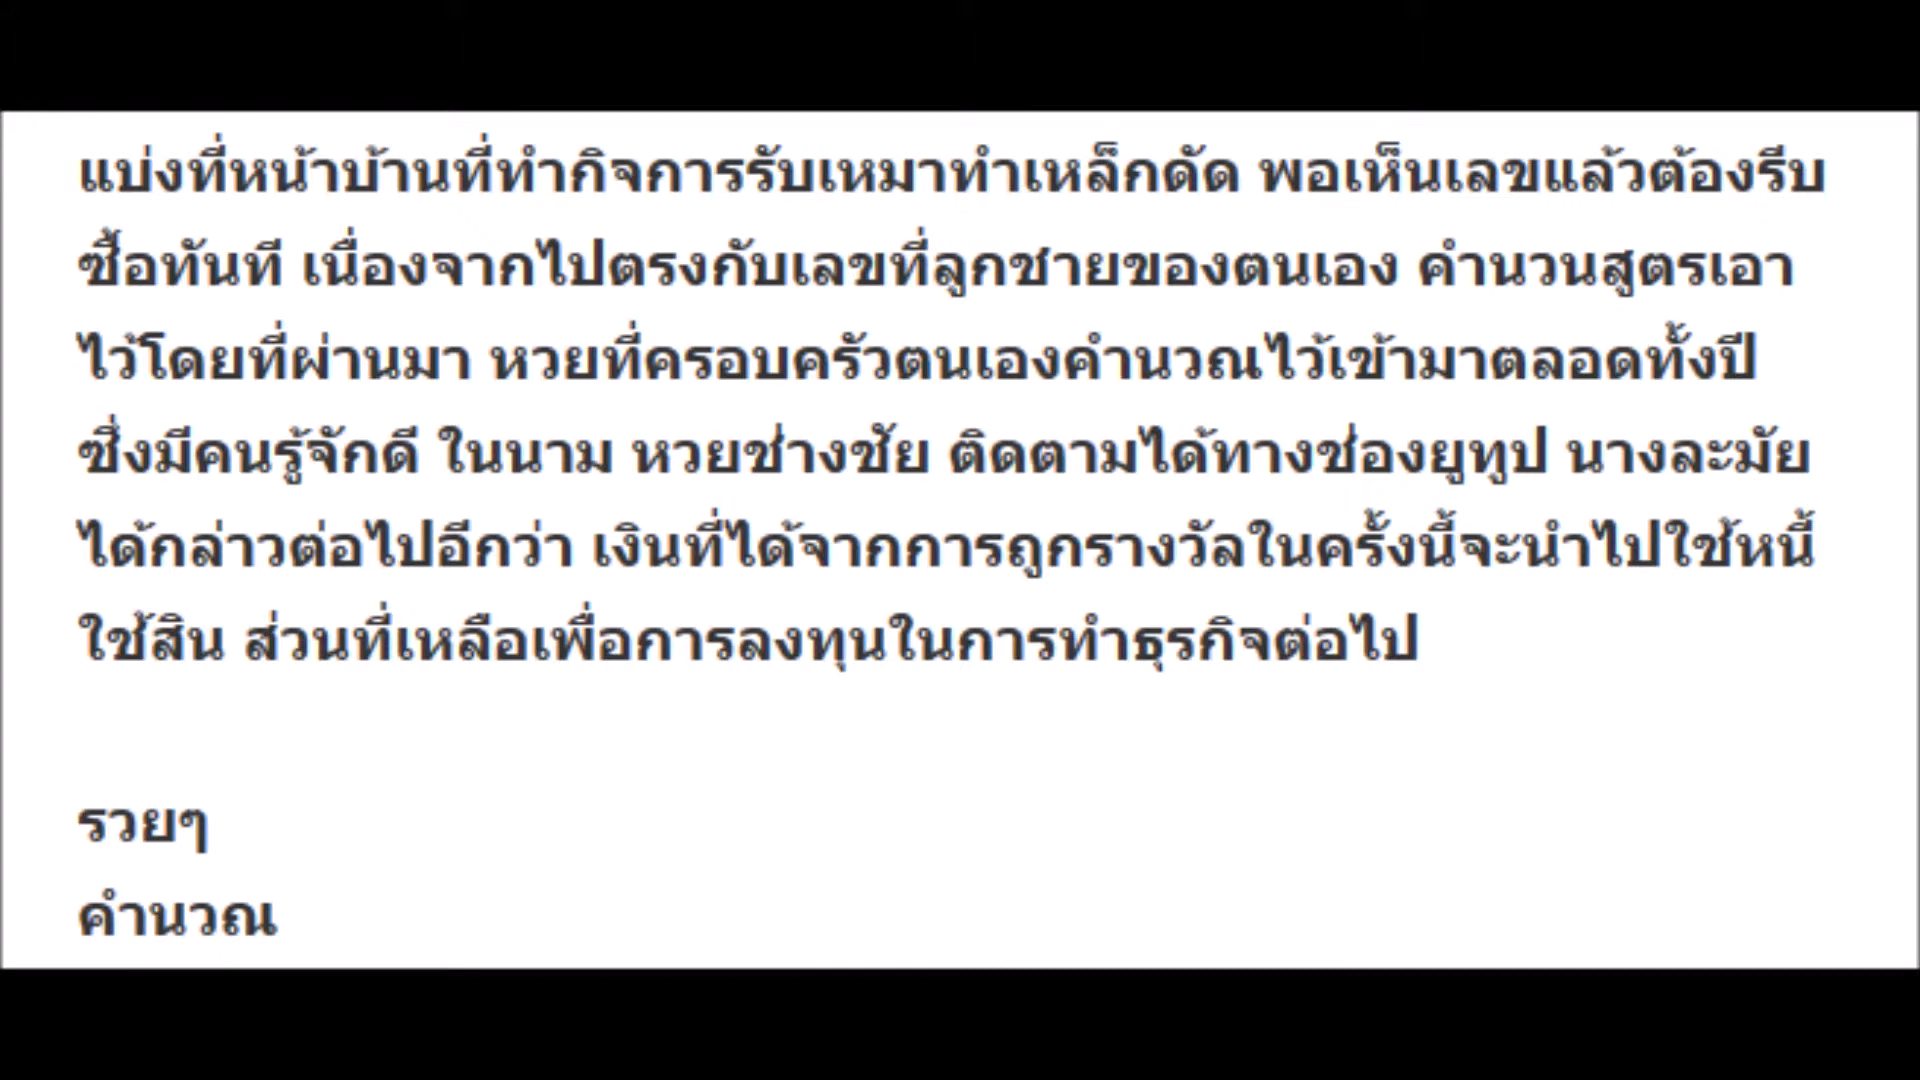 แบ่งที่หน้าบ้านที่ทำกิจการรับเหมาทำเหล็กดัด พอเห็นเลขแล้วต้องรีบ
ซื้อทันที เนื่องจากไปตรงกับเลขที่ลูกชายของตนเอง คำนวนสูตรเอา
ไว้โดยที่ผ่านมา หวยที่ครอบครัวตนเองคำนวณไว้เข้ามาตลอดทั้งปี
ซึ่งมีคนรู้จักดี ในนาม หวยช่างชัย ติดตามได้ทางช่องยูทูป นางละมัย
ได้กล่าวต่อไปอีกว่า เงินที่ได้จากการถูกรางวัลในครั้งนี้จะนำไปใช้หนี้
ใช้สิน ส่วนที่เหลือเพื่อการลงทุนในการทำธุรกิจต่อไป
รวยๆ
คำนวณ